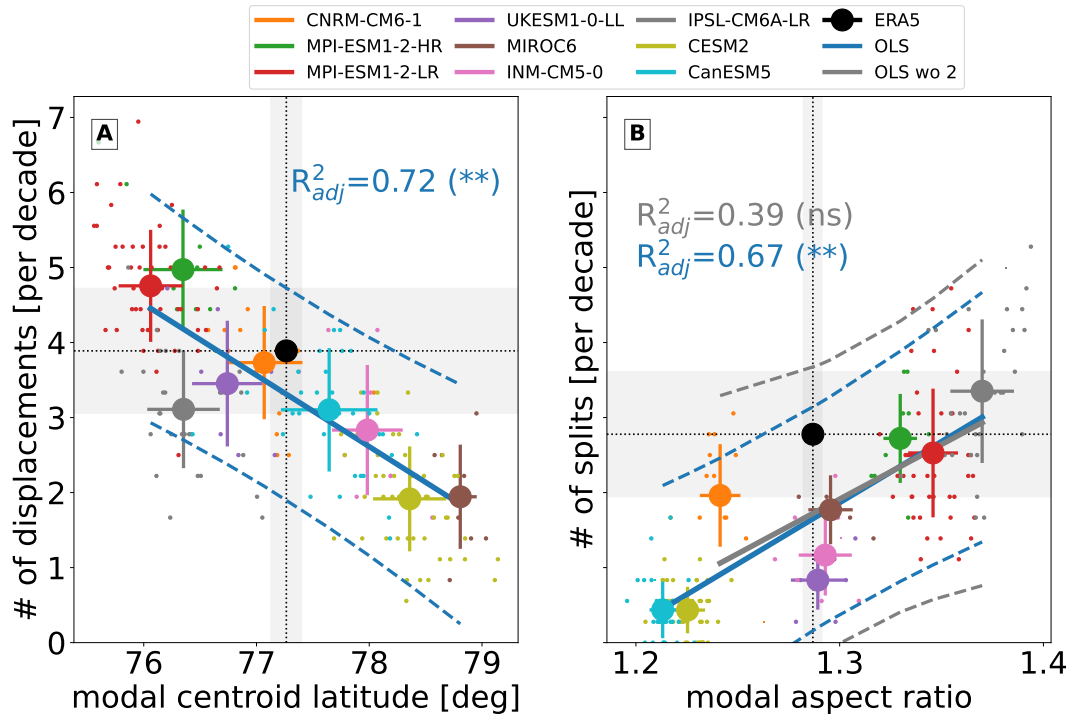 CNRM-CM6-1 UKESM1-0-LL IPSL-CM6A-LR ERA5
MPI-ESM1-2-HR MIROC6 CESM2 OLS
MPI-ESM1-2-LR INM-CM5-0 CanESM5 OLS wo 2
A
R²adj=0.72 (**)
# of displacements [per decade]
7
6
5
4
3
2
1
0
76 77 78 79
modal centroid latitude [deg]
B
R²adj=0.39 (ns)
R²adj=0.67 (**)
# of splits [per decade]
1.2 1.3 1.4
modal aspect ratio